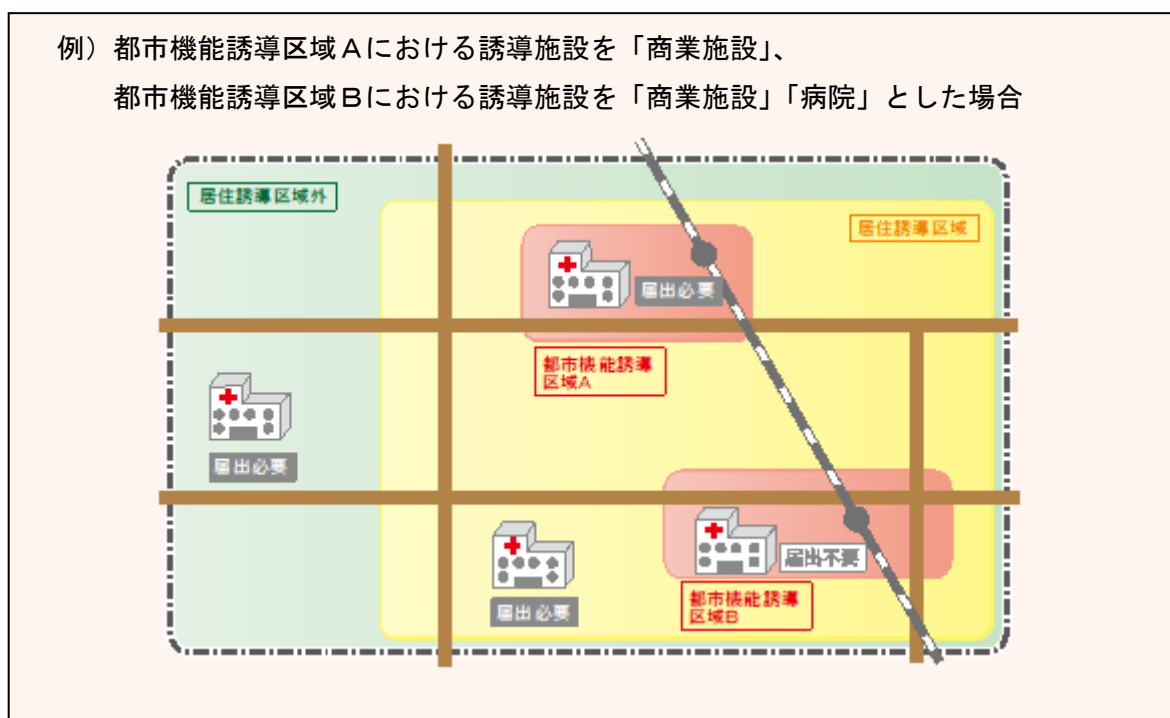 例）都市機能誘導区域Ａにおける誘導施設を「商業施設」、
都市機能誘導区域Ｂにおける誘導施設を「商業施設」「病院」とした場合
居住誘導区域外
居住誘導区域
届出必要
都市機能誘導
区域A
届出必要
届出不要
届出必要
都市機能誘導
区域B